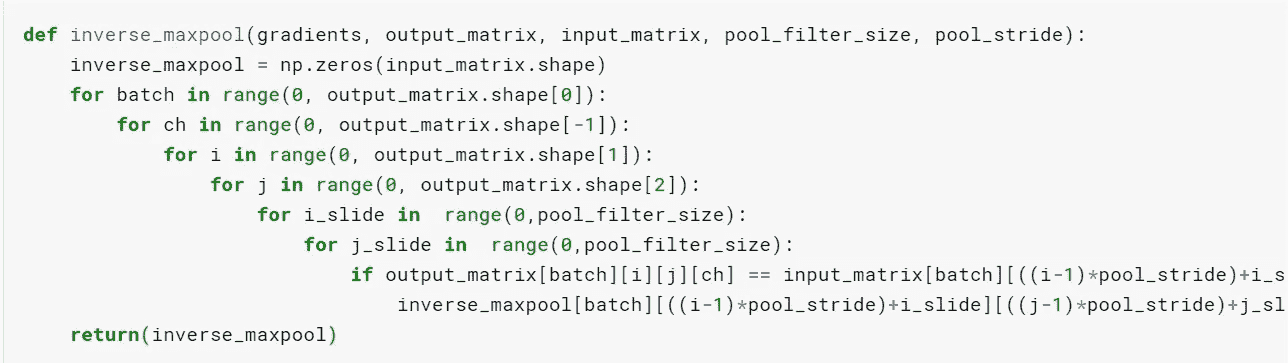 def inverse_maxpool(gradients, output_matrix, input_matrix, pool_filter_size, pool_stride):
    inverse_maxpool = np.zeros(input_matrix.shape)
    for batch in range(0, output_matrix.shape[0]):
        for ch in range(0, output_matrix.shape[-1]):
            for i in range(0, output_matrix.shape[1]):
                for j in range(0, output_matrix.shape[2]):
                    for i_slide in  range(0,pool_filter_size):
                        for j_slide in  range(0,pool_filter_size):
                            if output_matrix[batch][i][j][ch] == input_matrix[batch][((i-1)*pool_stride)+i_s
                                inverse_maxpool[batch][((i-1)*pool_stride)+i_slide][((j-1)*pool_stride)+j_sl
    return(inverse_maxpool)